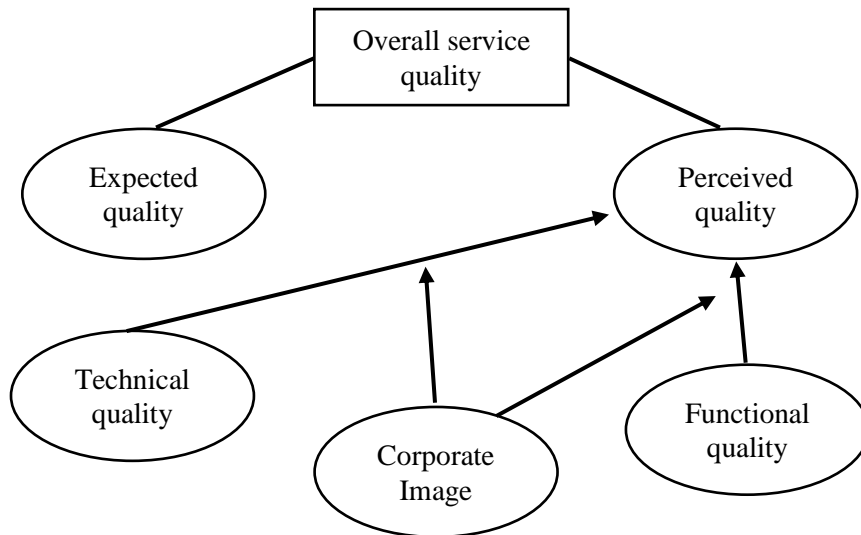 Overall service
quality
Expected
quality
Perceived
quality
Technical
quality
Corporate
Image
Functional
quality